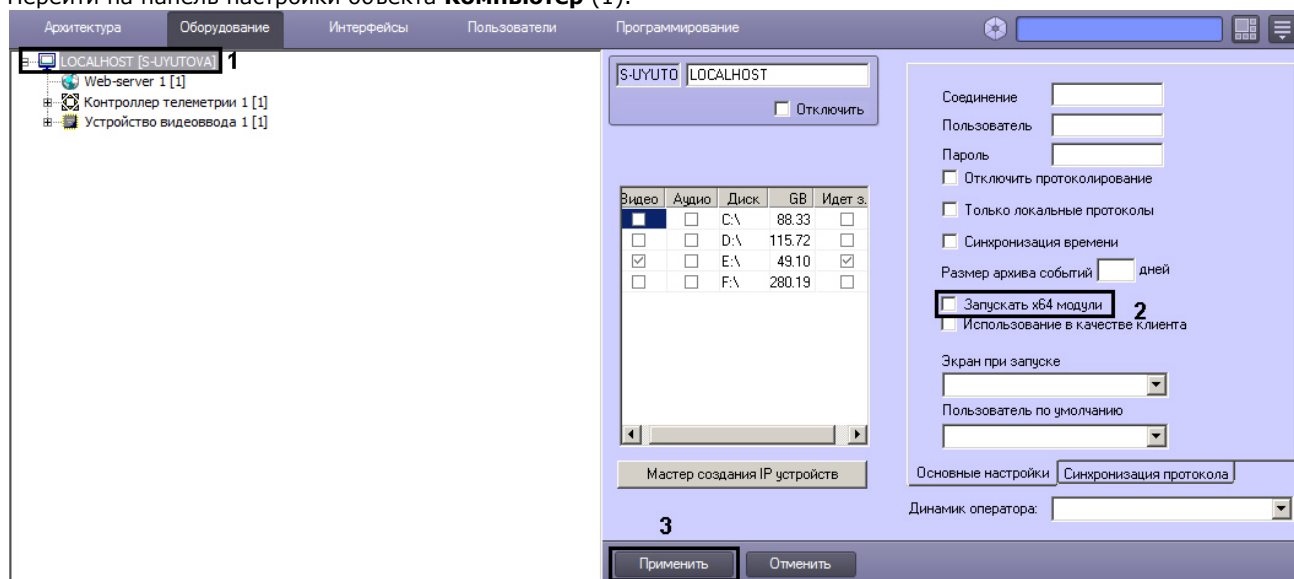 Перейти на панель настройки объекта Компьютер (1).
Архитектура Оборудование Интерфейсы Пользователи Программирование
LOCALHOST [S-UYUTOVA] 1
Web-server 1 [1]
Контроллер телеметрии 1 [1]
Устройство видеоввода 1 [1]
S-UYUTO LOCALHOST
Отключить
Видео Аудио Диск GB Идет з.
C:\ 88.33
D:\ 115.72
E:\ 49.10
F:\ 280.19
Мастер создания IP устройств
Соединение
Пользователь
Пароль
Отключить протоколирование
Только локальные протоколы
Синхронизация времени
Размер архива событий дней
Запускать x64 модули 2
Использование в качестве клиента
Экран при запуске
Пользователь по умолчанию
Основные настройки Синхронизация протокола
Динамик оператора:
3
Применить Отменить